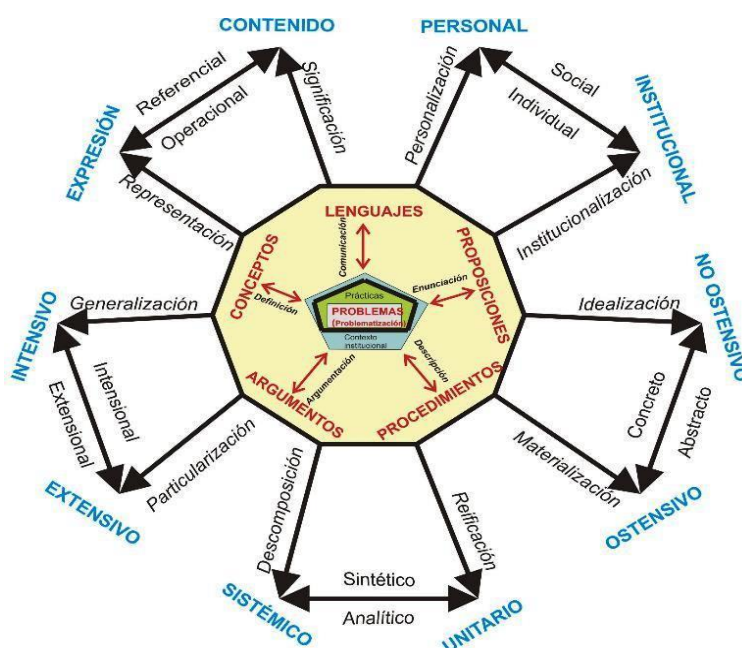 CONTENIDO
PERSONAL
Referencial
Operacional
Significación
Personalización
Social
Individual
EXPRESIÓN
INSTITUCIONAL
Representación
Institucionalización
LENGUAJES
Comunicación
CONCEPTOS
Definición
PROPOSICIONES
Enunciación
Prácticas
PROBLEMAS
(Problematización)
Contexto
institucional
Argumentación
ARGUMENTOS
Descripción
PROCEDIMIENTOS
INTENSIVO
Generalización
Intensional
Extensional
Particularización
EXTENSIVO
NO OSTENSIVO
Idealización
Concreto
Abstracto
Materialización
OSTENSIVO
Descomposición
Reificación
Sintético
Analítico
SISTÉMICO
UNITARIO